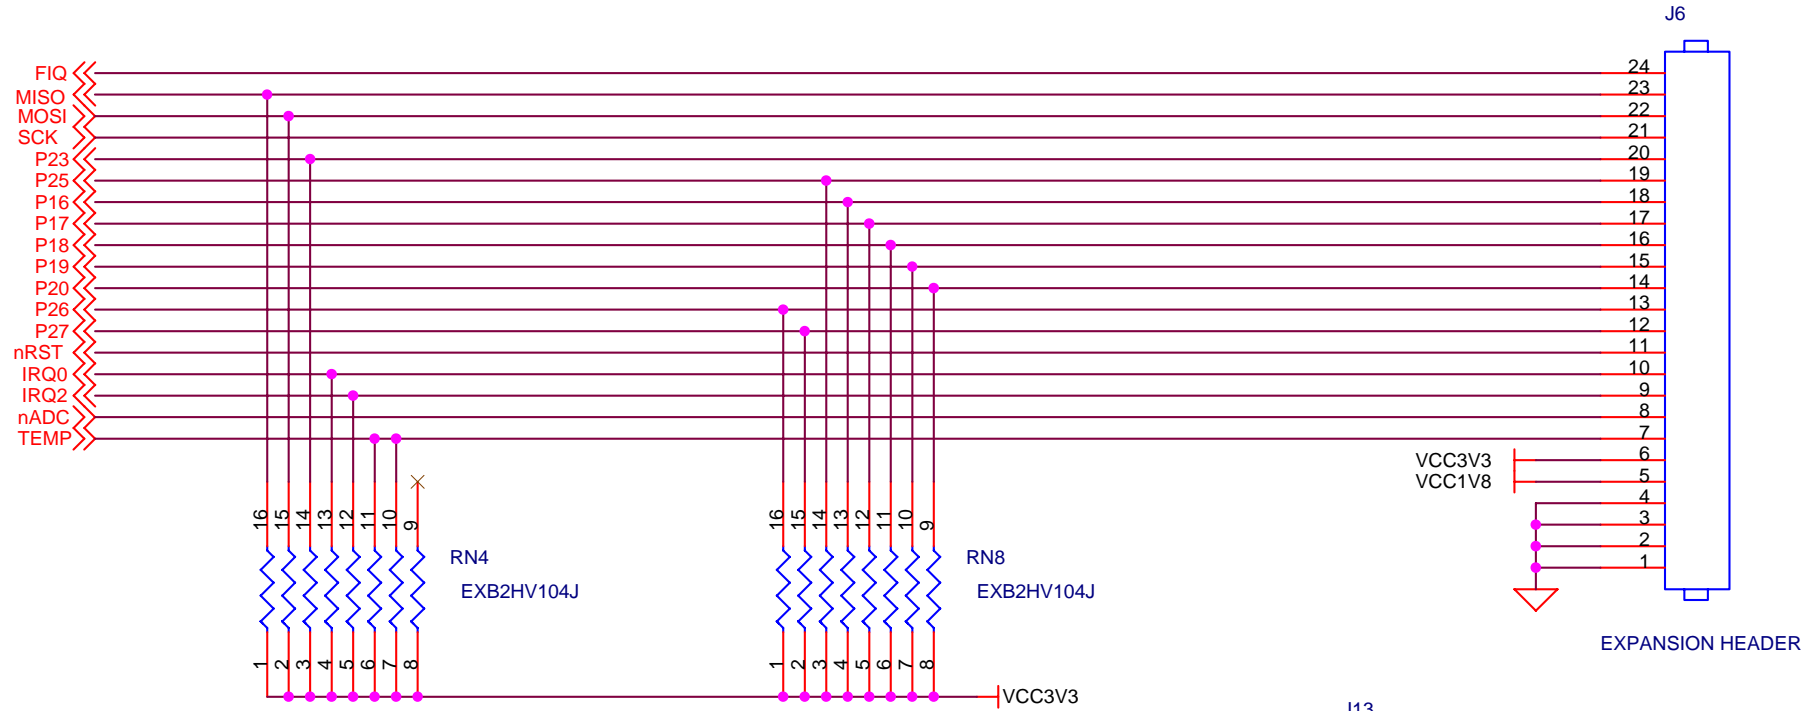 J6
FIQ 24
MISO 23
MOSI 22
SCK 21
P23 20
P25 19
P16 18
P17 17
P18 16
P19 15
P20 14
P26 13
P27 12
nRST 11
IRQ0 10
IRQ2 9
nADC 8
TEMP 7
VCC3V3 6
VCC1V8 5
4
3
2
1
16 15 14 13 12 11 10 9
16 15 14 13 12 11 10 9
RN4
RN8
EXB2HV104J
EXB2HV104J
EXPANSION HEADER
1 2 3 4 5 6 7 8
1 2 3 4 5 6 7 8
VCC3V3
J13